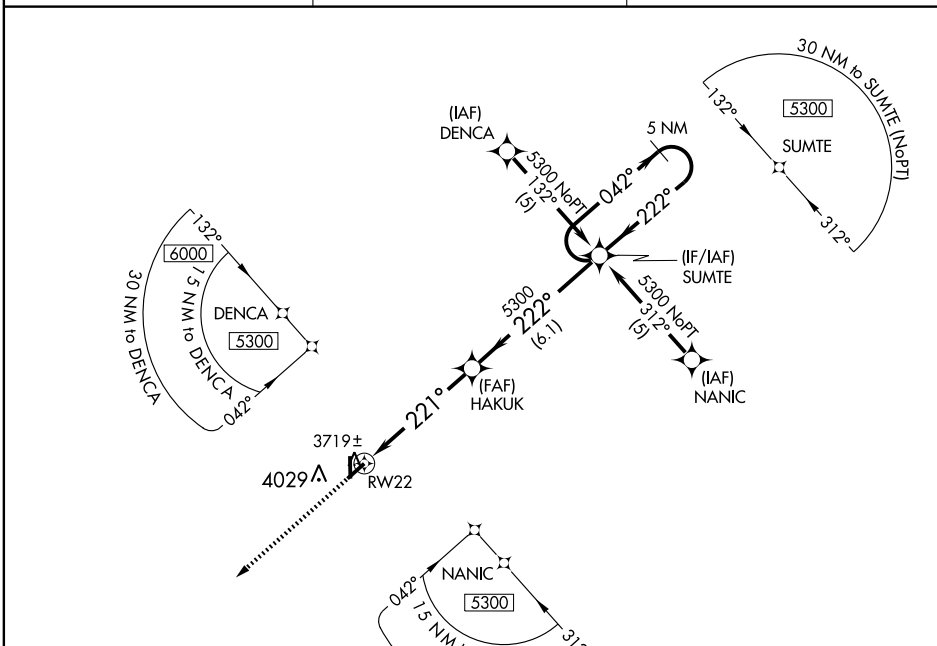 30 NM to SUMTE (NoPT)
132°
5300
SUMTE
312°
(IAF)
DENCA
5300 NoPT
132°
(5)
5 NM
042°
222°
(IF/IAF)
SUMTE
5300 NoPT
312°
(5)
(IAF)
NANIC
5300
222°
(6.1)
(FAF)
HAKUK
221°
132°
6000
30 NM to DENCA
15 NM to DENCA
DENCA
5300
042°
3719±
4029
RW22
NANIC
5300
042°
15 NM